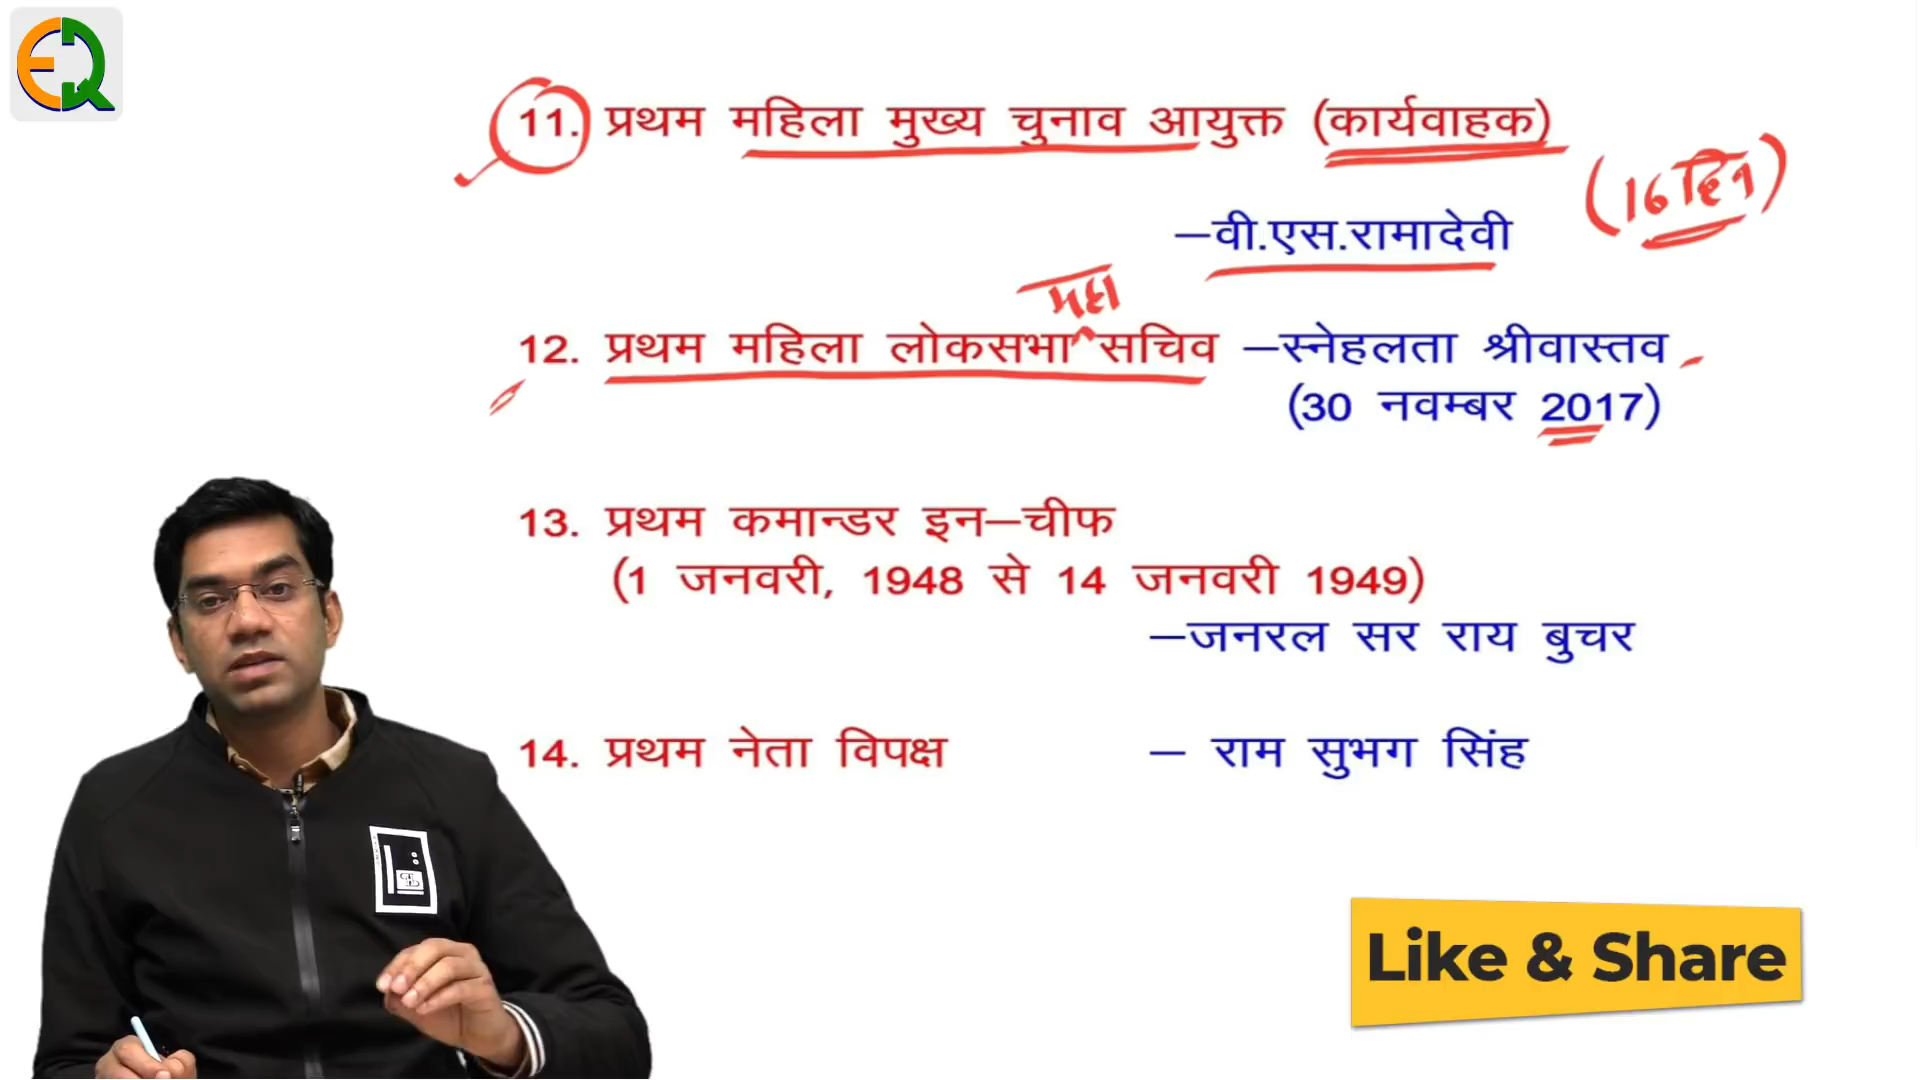 EQ
11. प्रथम महिला मुख्य चुनाव आयुक्त (कार्यवाहक)
(16 दिन)
–वी.एस.रामादेवी
महा
12. प्रथम महिला लोकसभा^सचिव –स्नेहलता श्रीवास्तव
(30 नवम्बर 2017)
13. प्रथम कमान्डर इन–चीफ
(1 जनवरी, 1948 से 14 जनवरी 1949)
–जनरल सर राय बुचर
14. प्रथम नेता विपक्ष – राम सुभग सिंह
Like & Share